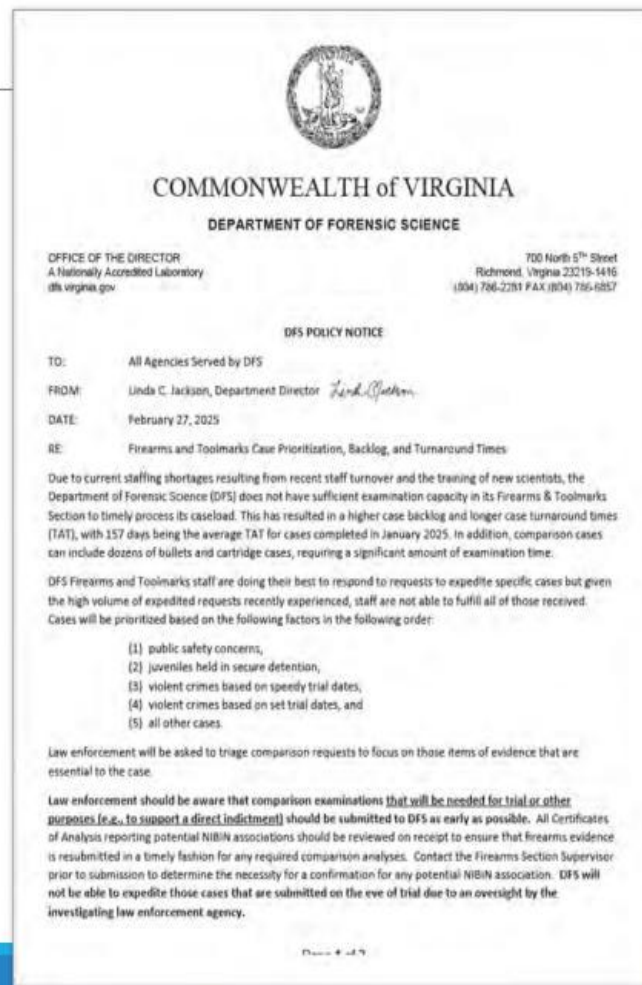 COMMONWEALTH of VIRGINIA
DEPARTMENT OF FORENSIC SCIENCE
OFFICE OF THE DIRECTOR
A Nationally Accredited Laboratory
dfs.virginia.gov
700 North 5TH Street
Richmond, Virginia 23219-1416
(804) 786-2281 FAX (804) 786-6857
DFS POLICY NOTICE
TO: All Agencies Served by DFS
FROM: Linda C. Jackson, Department Director
DATE: February 27, 2025
RE: Firearms and Toolmarks Case Prioritization, Backlog, and Turnaround Times
Due to current staffing shortages resulting from recent staff turnover and the training of new scientists, the
Department of Forensic Science (DFS) does not have sufficient examination capacity in its Firearms & Toolmarks
Section to timely process its caseload. This has resulted in a higher case backlog and longer case turnaround times
(TAT), with 157 days being the average TAT for cases completed in January 2025. In addition, comparison cases
can include dozens of bullets and cartridge cases, requiring a significant amount of examination time.
DFS Firearms and Toolmarks staff are doing their best to respond to requests to expedite specific cases but given
the high volume of expedited requests recently experienced, staff are not able to fulfill all of those received.
Cases will be prioritized based on the following factors in the following order:
(1) public safety concerns,
(2) juveniles held in secure detention,
(3) violent crimes based on speedy trial dates,
(4) violent crimes based on set trial dates, and
(5) all other cases.
Law enforcement will be asked to triage comparison requests to focus on those items of evidence that are
essential to the case.
Law enforcement should be aware that comparison examinations that will be needed for trial or other
purposes (e.g., to support a direct indictment) should be submitted to DFS as early as possible. All Certificates
of Analysis reporting potential NIBIN associations should be reviewed on receipt to ensure that firearms evidence
is resubmitted in a timely fashion for any required comparison analyses. Contact the Firearms Section Supervisor
prior to submission to determine the necessity for a confirmation for any potential NIBIN association. DFS will
not be able to expedite those cases that are submitted on the eve of trial due to an oversight by the
investigating law enforcement agency.